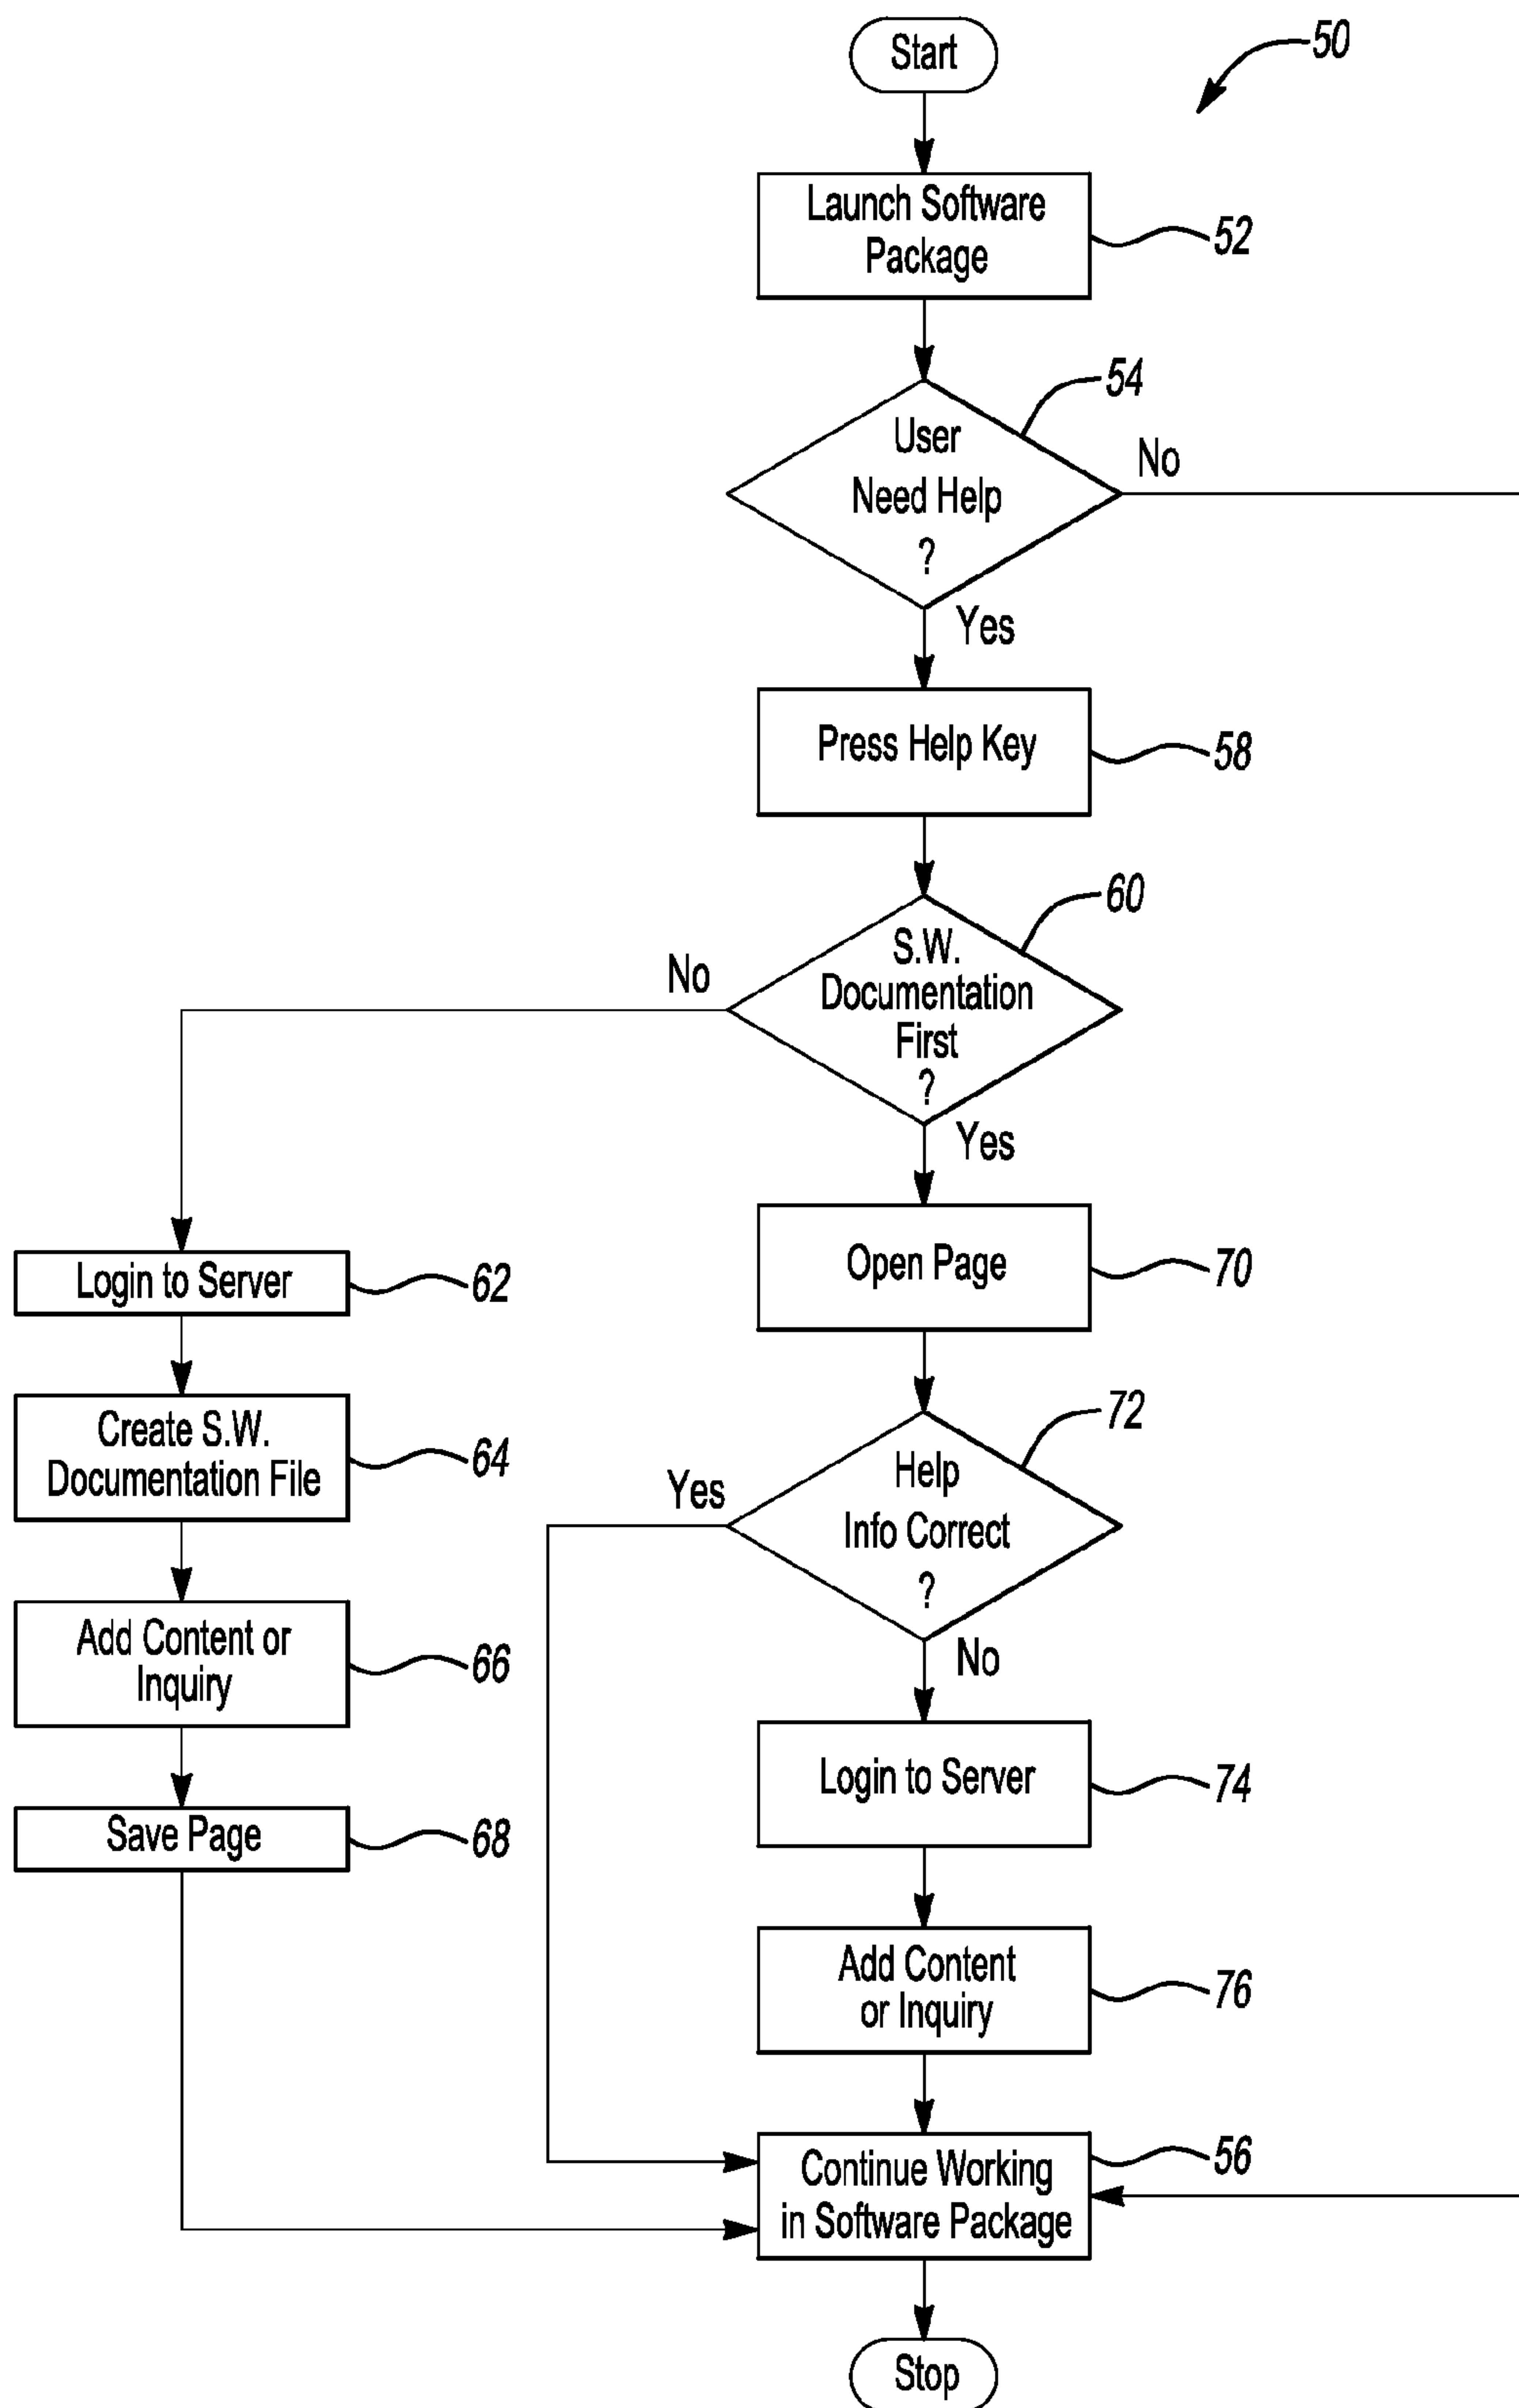 Start
50
Launch Software
Package
52
54
User
Need Help
?
No
Yes
Press Help Key
58
60
S.W.
Documentation
First
?
No
Yes
Login to Server
62
Create S.W.
Documentation File
64
Add Content or
Inquiry
66
Save Page
68
Open Page
70
72
Help
Info Correct
?
Yes
No
Login to Server
74
Add Content
or Inquiry
76
Continue Working
in Software Package
56
Stop